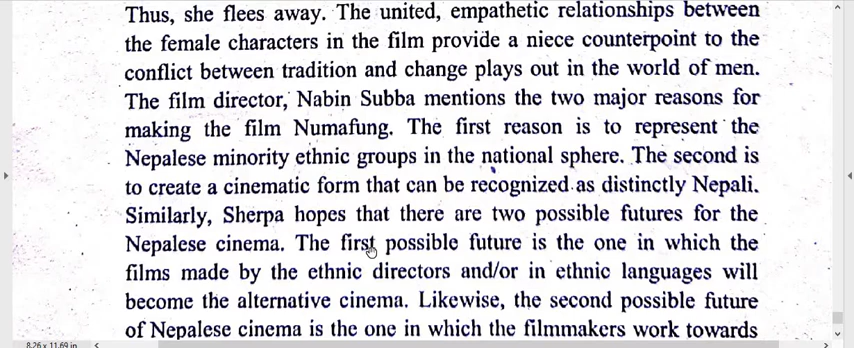 Thus, she flees away. The united, empathetic relationships between
the female characters in the film provide a niece counterpoint to the
conflict between tradition and change plays out in the world of men.
The film director, Nabin Subba mentions the two major reasons for
making the film Numafung. The first reason is to represent the
Nepalese minority ethnic groups in the national sphere. The second is
to create a cinematic form that can be recognized as distinctly Nepali.
Similarly, Sherpa hopes that there are two possible futures for the
Nepalese cinema. The first possible future is the one in which the
films made by the ethnic directors and/or in ethnic languages will
become the alternative cinema. Likewise, the second possible future
of Nepalese cinema is the one in which the filmmakers work towards
8.26 x 11.69 in